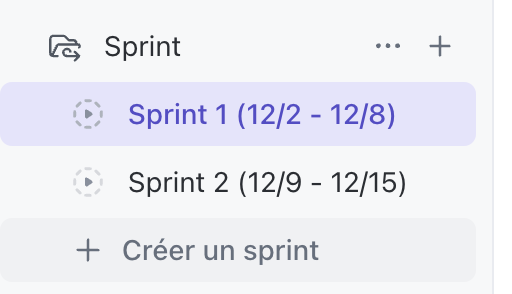 Sprint
Sprint 1 (12/2 - 12/8)
Sprint 2 (12/9 - 12/15)
Créer un sprint